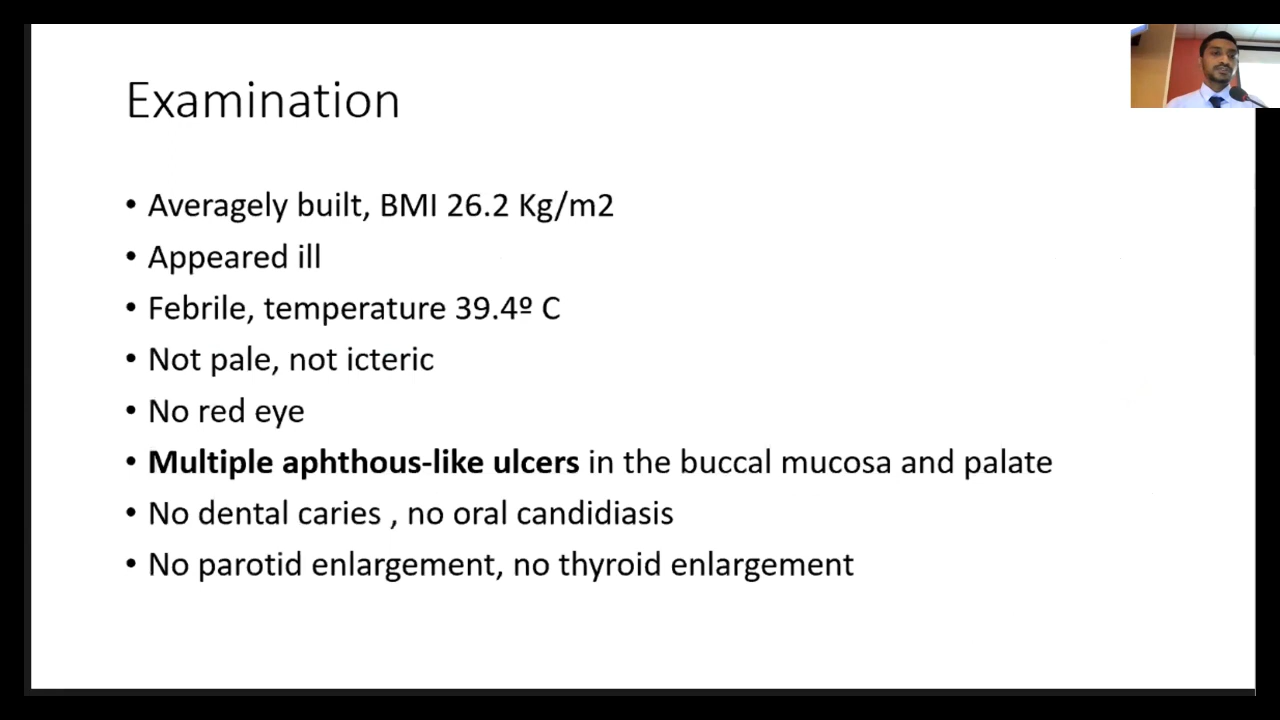 Examination
• Averagely built, BMI 26.2 Kg/m2
• Appeared ill
• Febrile, temperature 39.4º C
• Not pale, not icteric
• No red eye
• Multiple aphthous-like ulcers in the buccal mucosa and palate
• No dental caries , no oral candidiasis
• No parotid enlargement, no thyroid enlargement